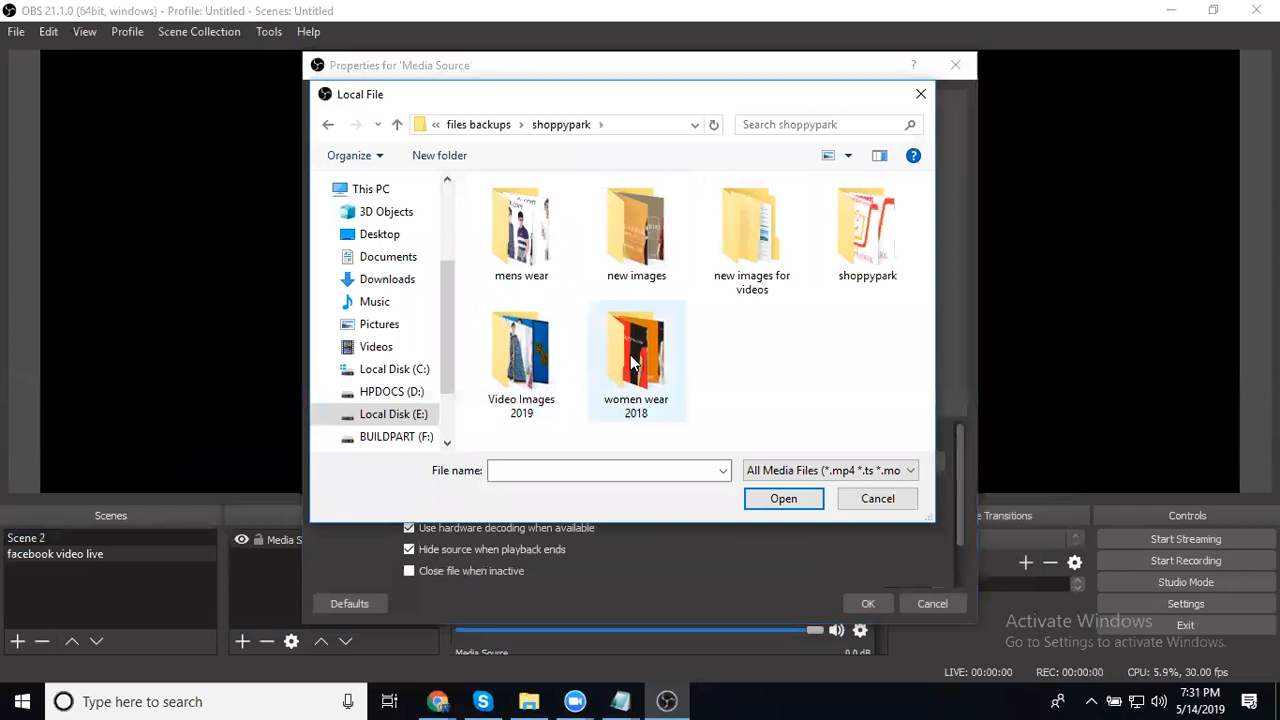 OBS 21.1.0 (64bit, windows) - Profile: Untitled - Scenes: Untitled
File Edit View Profile Scene Collection Tools Help
Properties for 'Media Source' ?
Local File
« files backups › shoppypark › Search shoppypark
Organize New folder
This PC
3D Objects
Desktop
Documents
Downloads
Music
Pictures
Videos
Local Disk (C:)
HPDOCS (D:)
Local Disk (E:)
BUILDPART (F:)
mens wear
new images
new images for
videos
shoppypark
Video Images
2019
women wear
2018
File name:
All Media Files (*.mp4 *.ts *.mo
Open Cancel
Use hardware decoding when available
Hide source when playback ends
Close file when inactive
Defaults OK Cancel
Scenes
Scene 2
facebook video live
Media S
Media Source 0.0 dB
e Transitions
Controls
Start Streaming
Start Recording
Studio Mode
Settings
Exit
Activate Windows
Go to Settings to activate Windows.
LIVE: 00:00:00 REC: 00:00:00 CPU: 5.9%, 30.00 fps
Type here to search
7:31 PM
5/14/2019